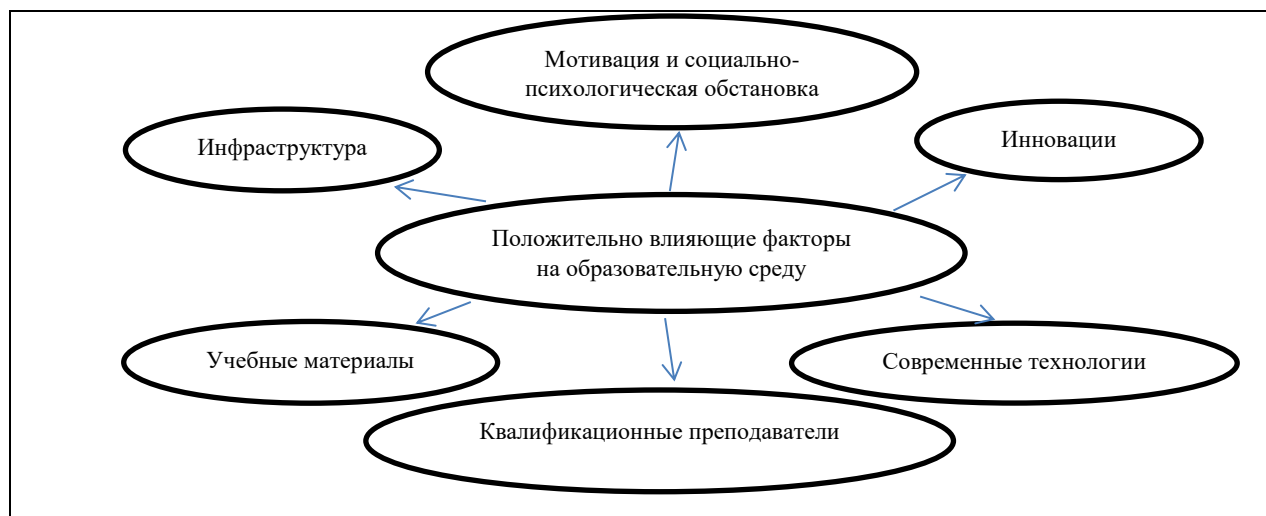 Мотивация и социально-
психологическая обстановка
Инфраструктура
Инновации
Положительно влияющие факторы
на образовательную среду
Учебные материалы
Современные технологии
Квалификационные преподаватели